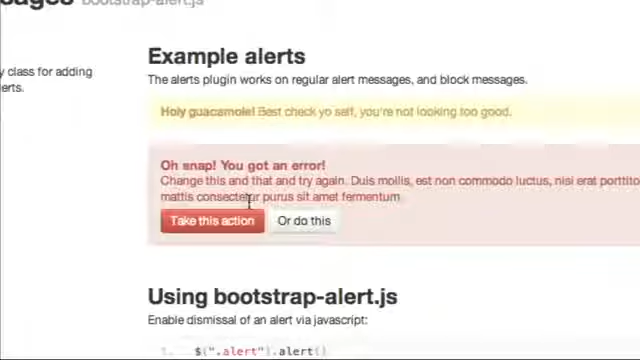 bootstrap-alert.js
Example alerts
y class for adding
erts.
The alerts plugin works on regular alert messages, and block messages.
Holy guacamole! Best check yo self, you're not looking too good.
Oh snap! You got an error!
Change this and that and try again. Duis mollis, est non commodo luctus, nisi erat porttito
mattis consectetur purus sit amet fermentum.
Take this action Or do this
Using bootstrap-alert.js
Enable dismissal of an alert via javascript:
1. $(".alert").alert()